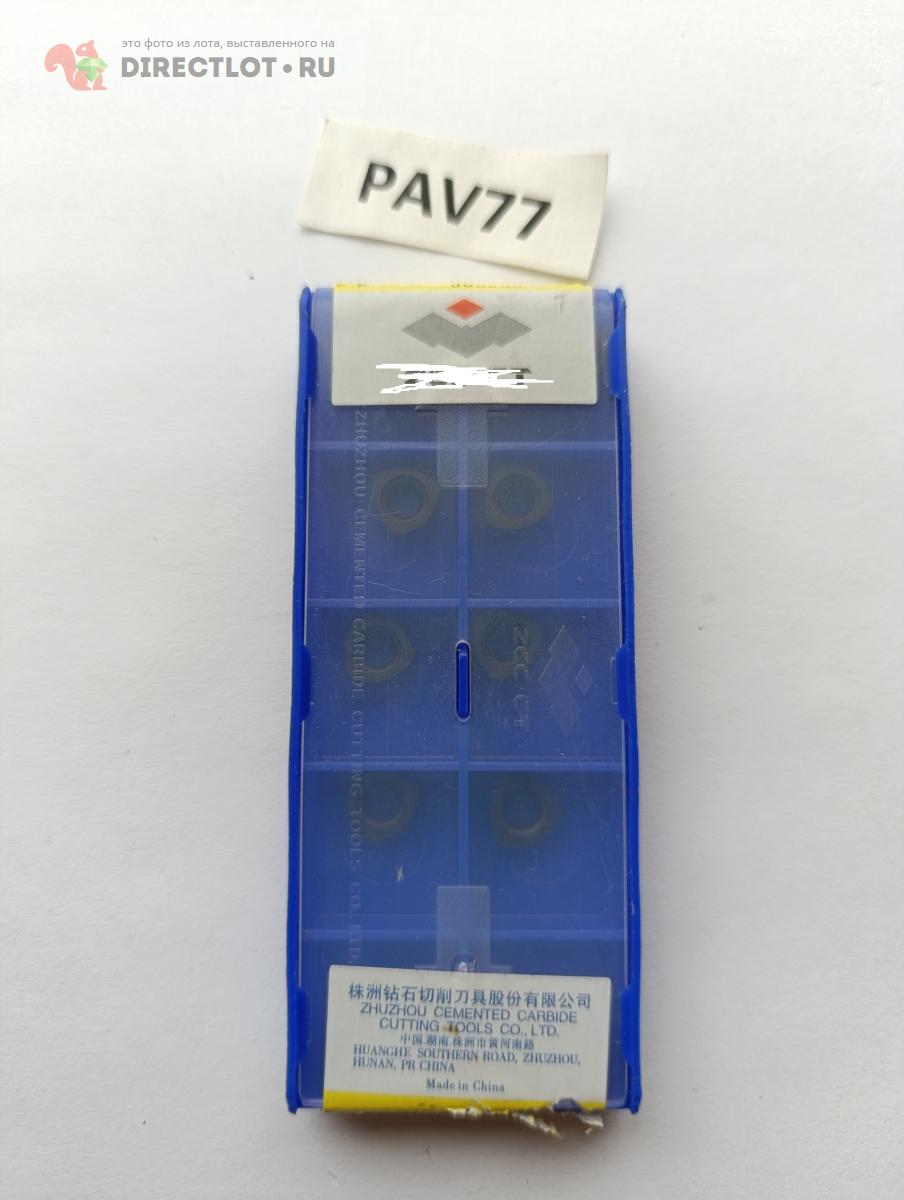 это фото из лота, выставленного на
DIRECTLOT•RU
PAV77
ZHUZHOU CEMENTED CARBIDE CUTTING TOOLS CO., LTD.
ZCC·CT
株洲钻石切削刀具股份有限公司
ZHUZHOU CEMENTED CARBIDE
CUTTING TOOLS CO., LTD.
中国.湖南.株洲市黄河南路
HUANGHE SOUTHERN ROAD, ZHUZHOU,
HUNAN, PR CHINA
Made in China